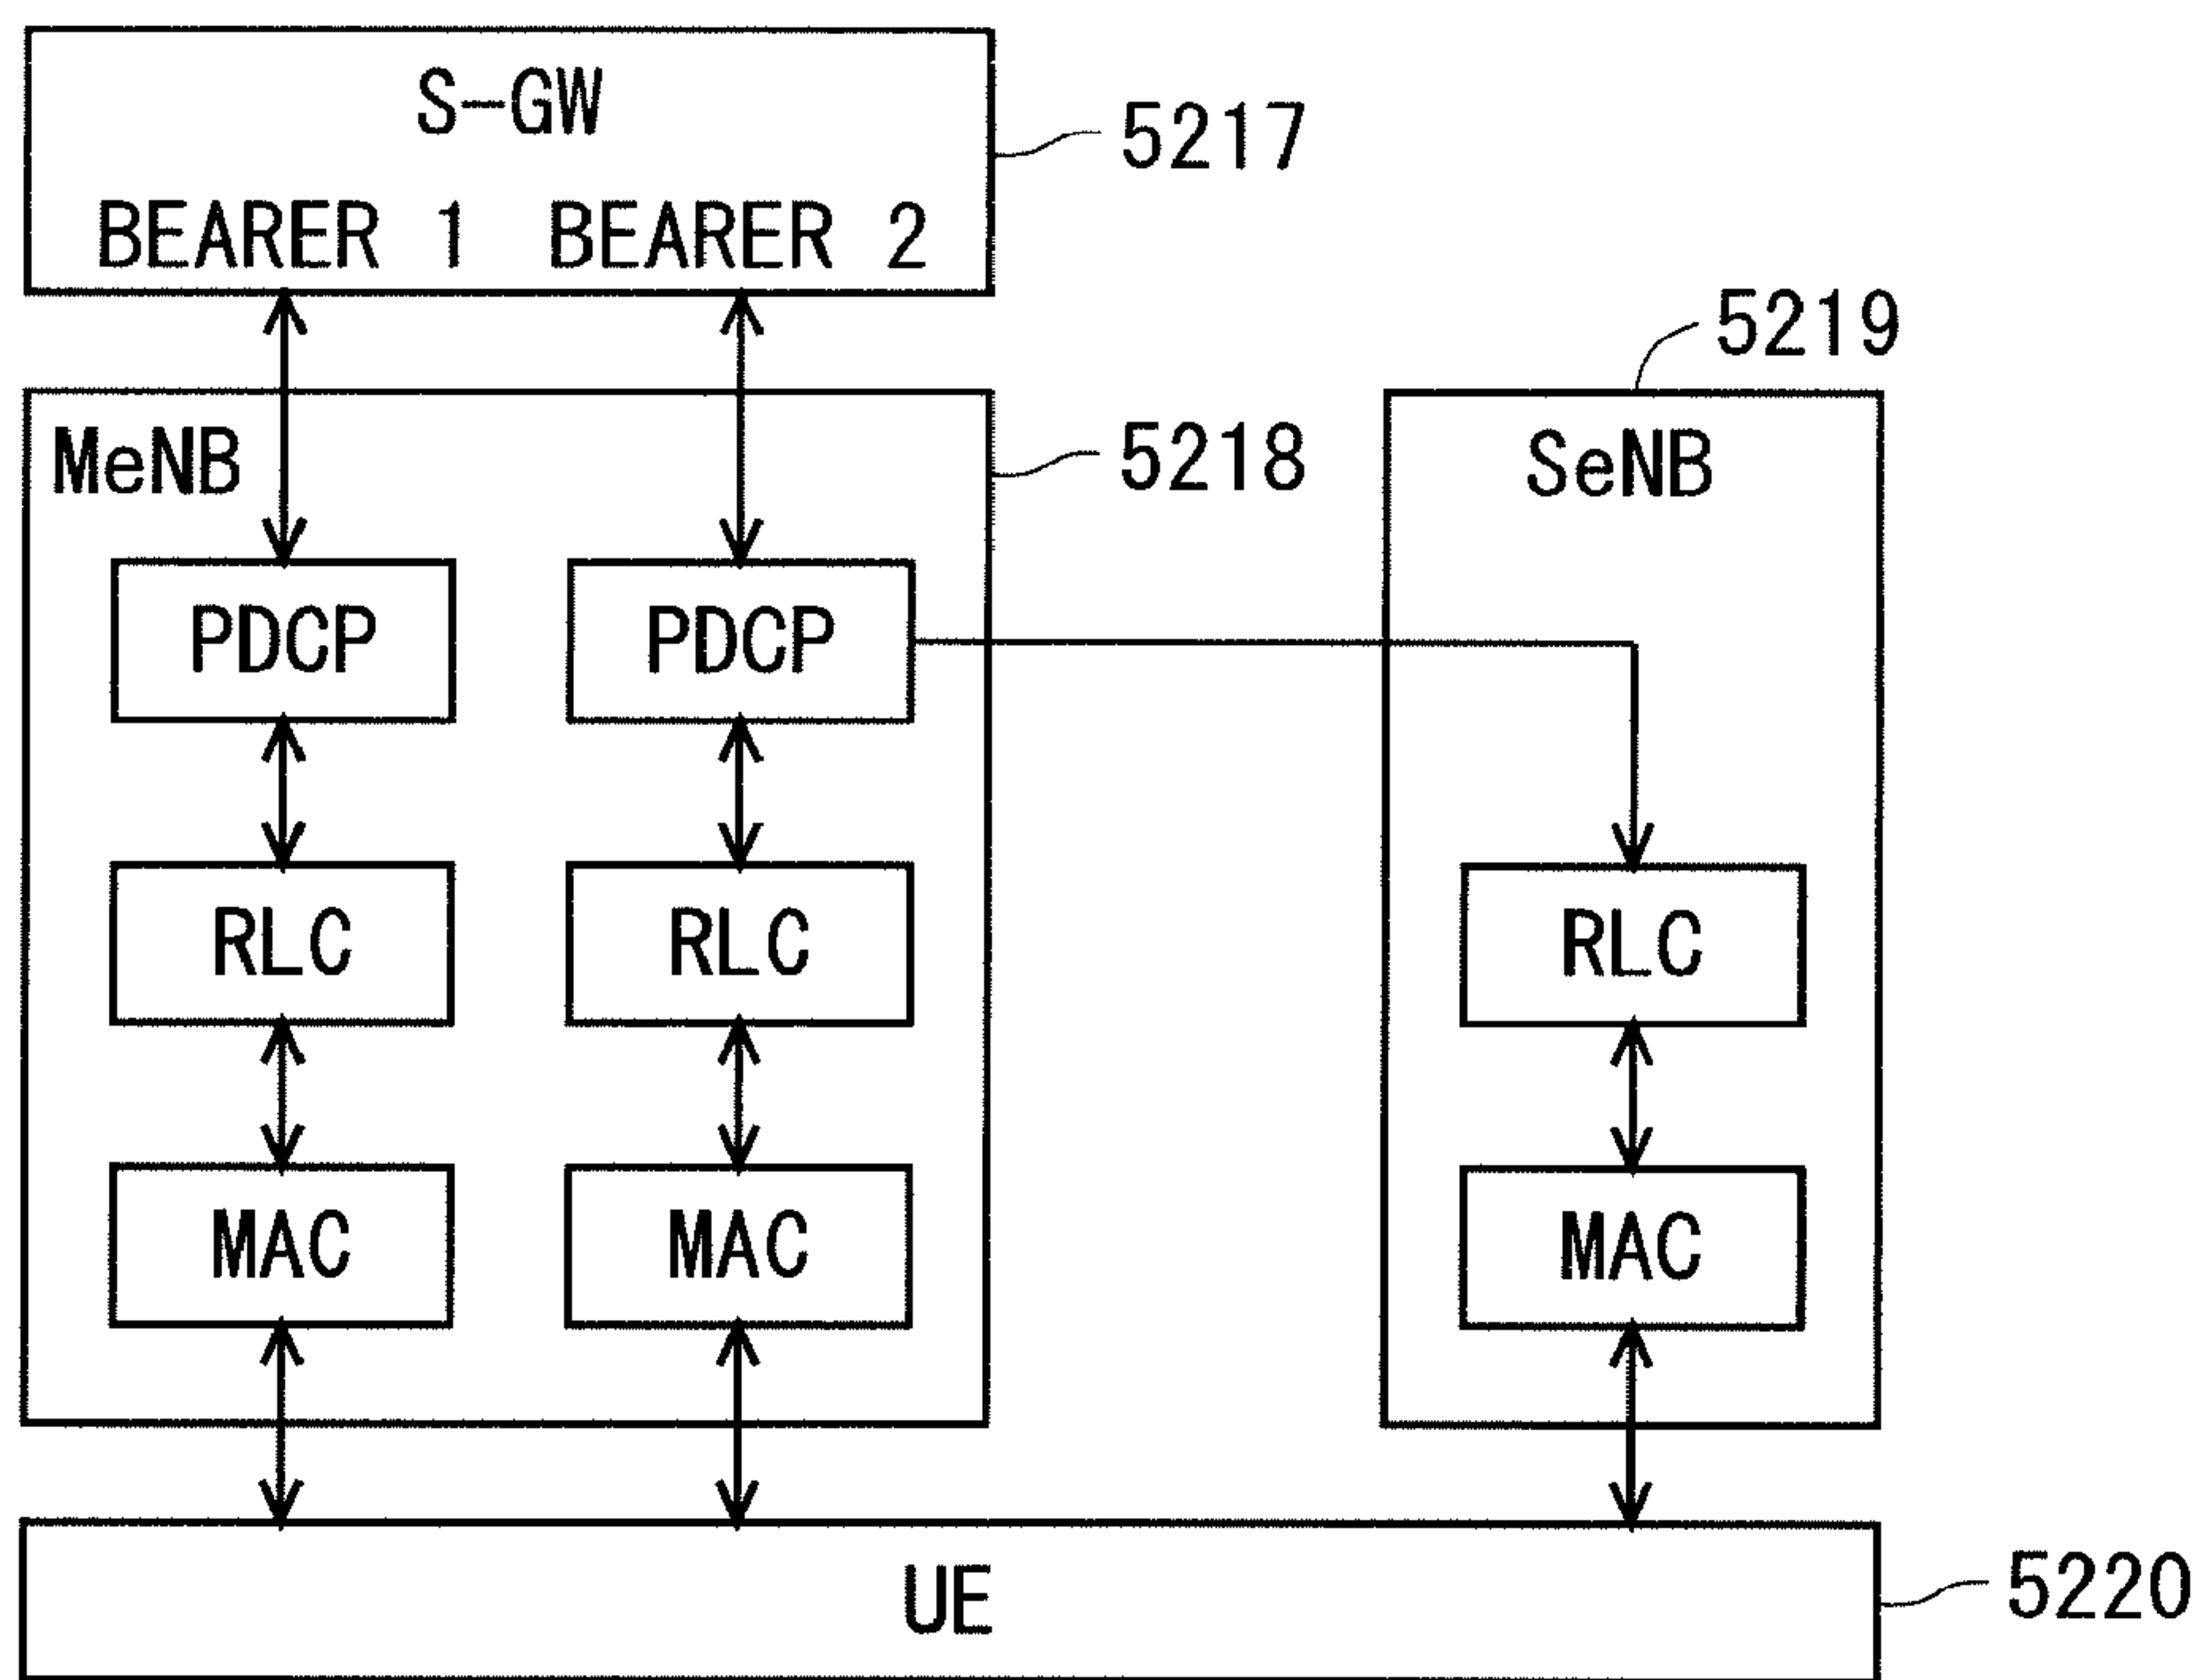 S-GW
BEARER 1 BEARER 2
5217
5219
MeNB
5218
SeNB
PDCP PDCP
RLC RLC RLC
MAC MAC MAC
UE
5220